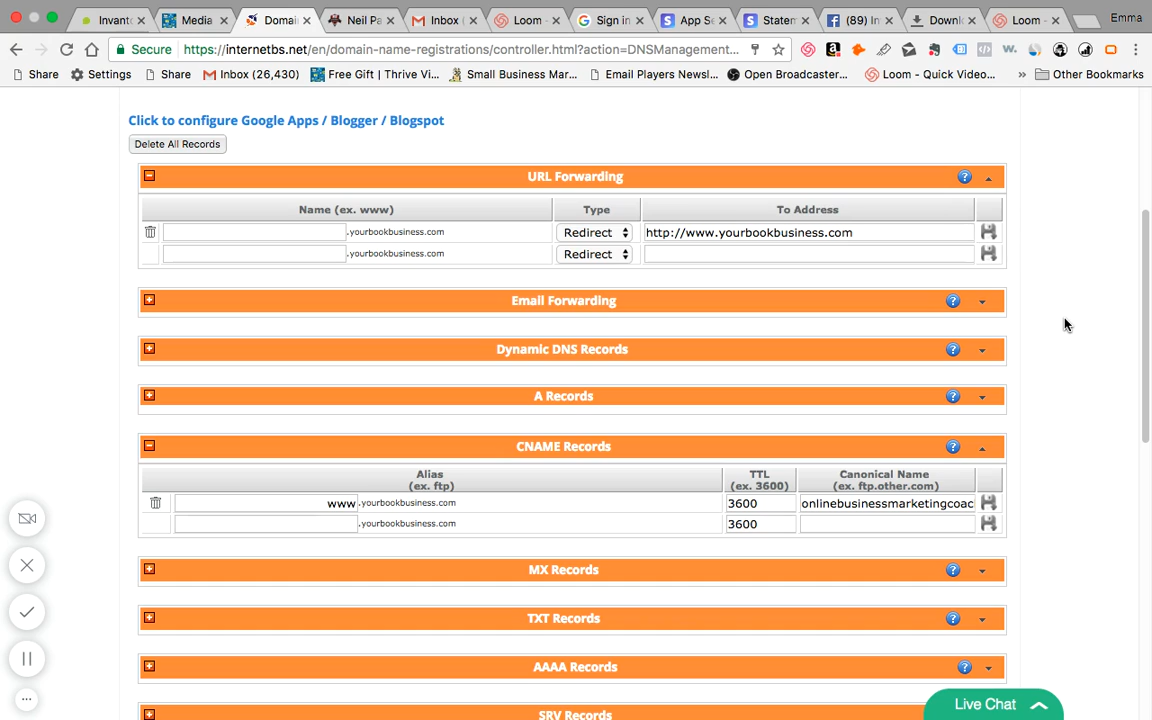 Invant
Media
Domai
Neil Pa
Inbox (
Loom -
Sign in
App Se
Statem
(89) In
Downl
Loom -
Emma
Secure
https://internetbs.net/en/domain-name-registrations/controller.html?action=DNSManagement...
Share
Settings
Share
Inbox (26,430)
Free Gift | Thrive Vi...
Small Business Mar...
Email Players Newsl...
Open Broadcaster...
Loom - Quick Video...
»
Other Bookmarks
Click to configure Google Apps / Blogger / Blogspot
Delete All Records
URL Forwarding
Name (ex. www)
Type
To Address
.yourbookbusiness.com
Redirect
http://www.yourbookbusiness.com
.yourbookbusiness.com
Redirect
Email Forwarding
Dynamic DNS Records
A Records
CNAME Records
Alias
(ex. ftp)
TTL
(ex. 3600)
Canonical Name
(ex. ftp.other.com)
www
.yourbookbusiness.com
3600
onlinebusinessmarketingcoac
.yourbookbusiness.com
3600
MX Records
TXT Records
AAAA Records
SRV Records
Live Chat